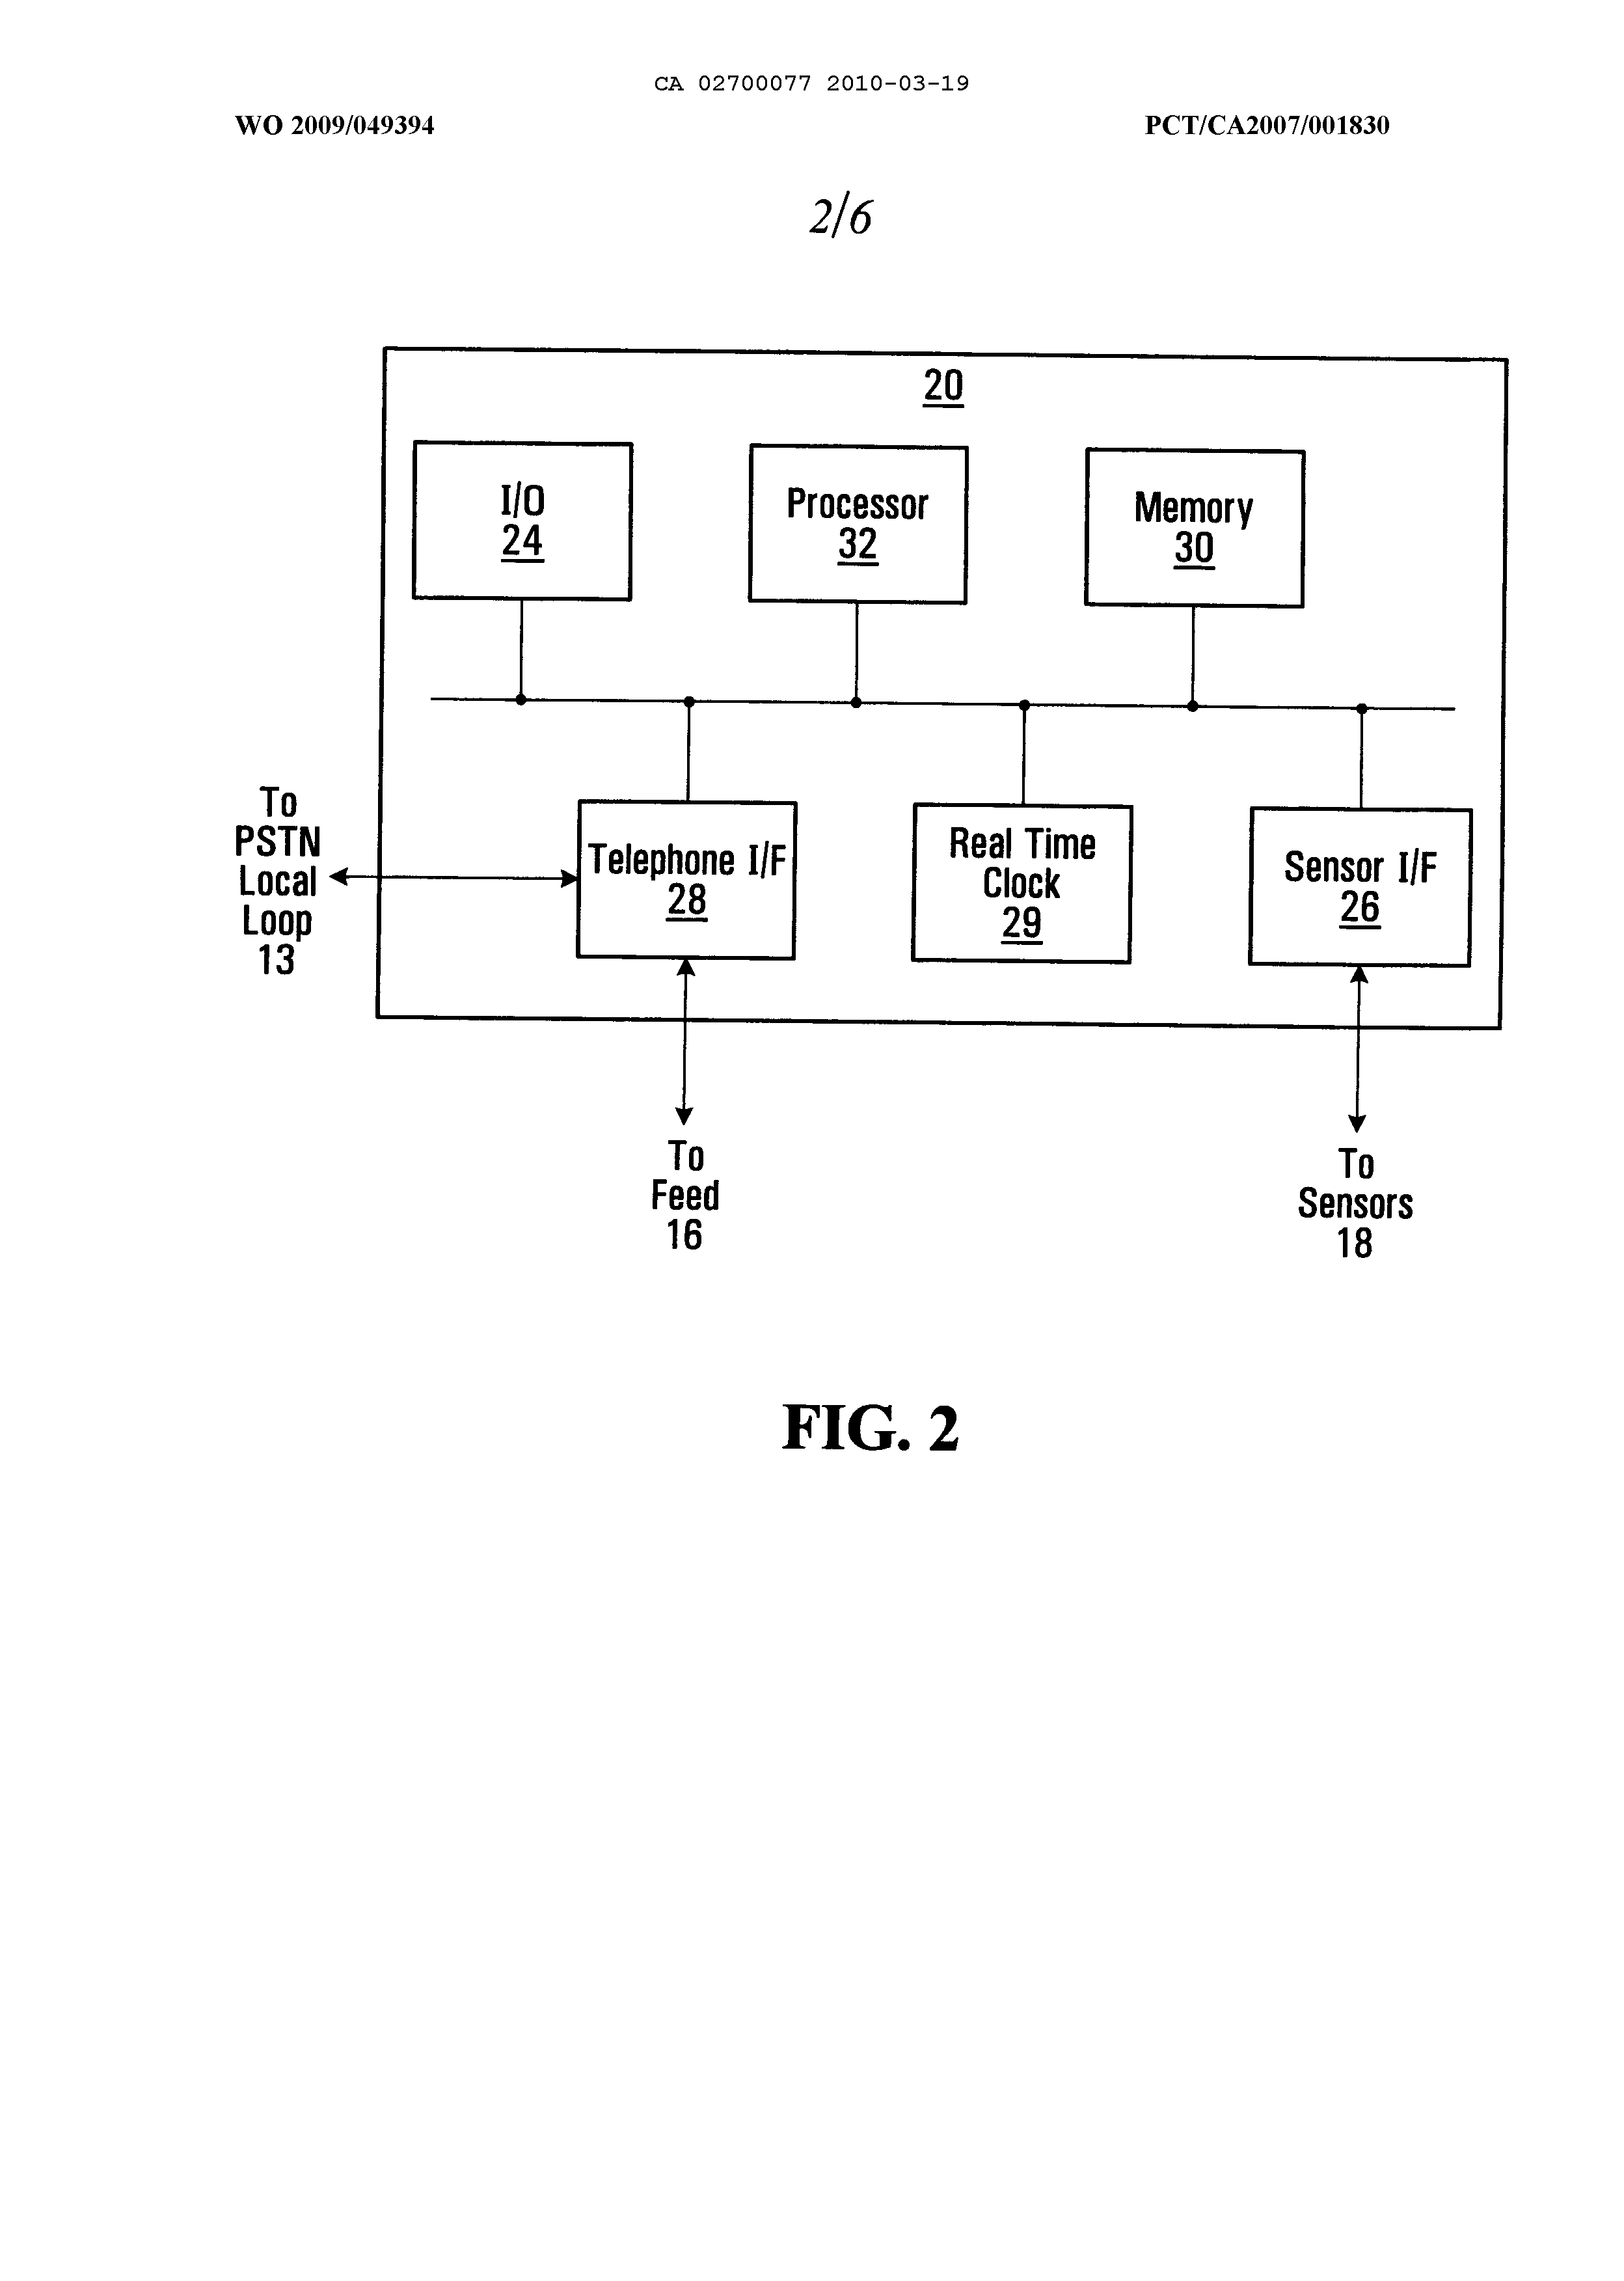 CA 02700077 2010-03-19
WO 2009/049394
PCT/CA2007/001830
2/6
20
I/O
24
Processor
32
Memory
30
To
PSTN
Local
Loop
13
Telephone I/F
28
Real Time
Clock
29
Sensor I/F
26
To
Feed
16
To
Sensors
18
FIG. 2